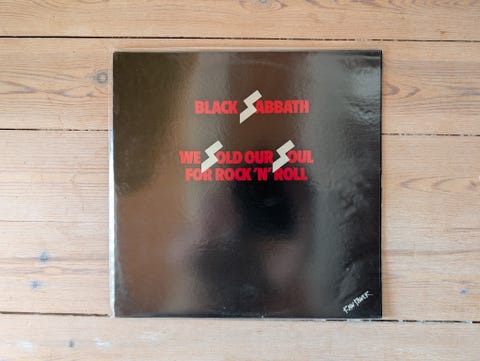 BLACK SABBATH
WE SOLD OUR SOUL
FOR ROCK 'N' ROLL